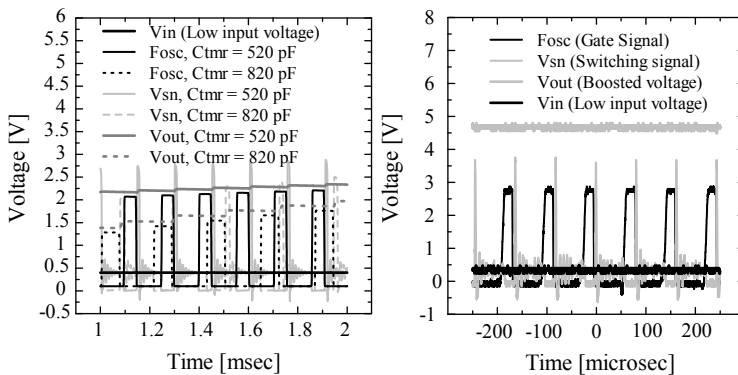 6
5.5
5
4.5
4
3.5
3
2.5
2
1.5
1
0.5
0
-0.5
Voltage [V]
Vin (Low input voltage)
Fosc, Ctmr = 520 pF
Fosc, Ctmr = 820 pF
Vsn, Ctmr = 520 pF
Vsn, Ctmr = 820 pF
Vout, Ctmr = 520 pF
Vout, Ctmr = 820 pF
1 1.2 1.4 1.6 1.8 2
Time [msec]
8
7
6
5
4
3
2
1
0
-1
Voltage [V]
Fosc (Gate Signal)
Vsn (Switching signal)
Vout (Boosted voltage)
Vin (Low input voltage)
-200 -100 0 100 200
Time [microsec]